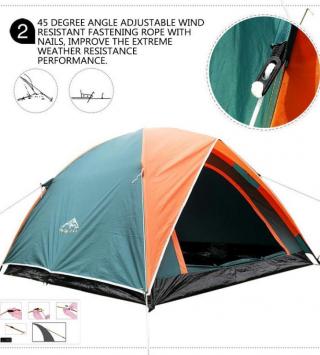 2
45 DEGREE ANGLE ADJUSTABLE WIND
RESISTANT FASTENING ROPE WITH
NAILS, IMPROVE THE EXTREME
WEATHER RESISTANCE
PERFORMANCE.